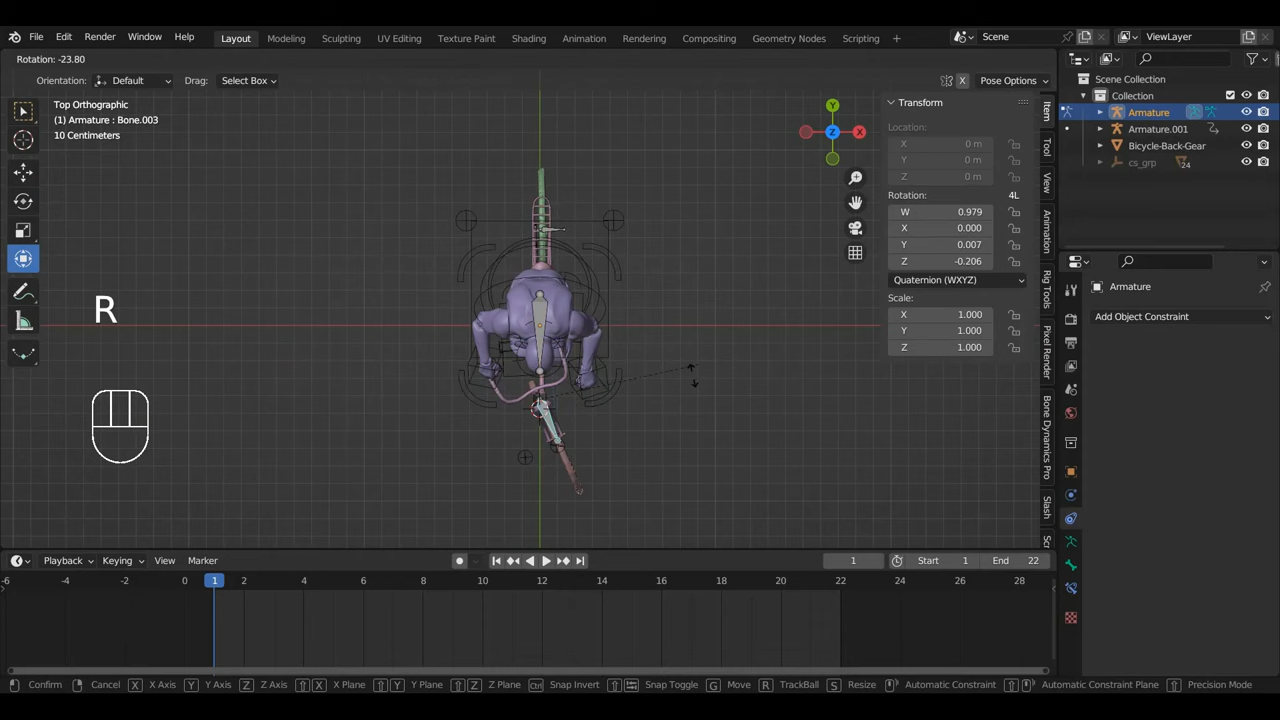 File Edit Render Window Help Layout Modeling Sculpting UV Editing Texture Paint Shading Animation Rendering Compositing Geometry Nodes Scripting + Scene ViewLayer
Rotation: -23.80
Orientation: Default Drag: Select Box X Pose Options
Scene Collection
Collection
Armature
Armature.001
Bicycle-Back-Gear
cs_grp 24
Top Orthographic
(1) Armature : Bone.003
10 Centimeters
Y
Z
X
R
Transform
Location:
X 0 m
Y 0 m
Z 0 m
Rotation: 4L
W 0.979
X 0.000
Y 0.007
Z -0.206
Quaternion (WXYZ)
Scale:
X 1.000
Y 1.000
Z 1.000
Item
Tool
View
Animation
Rig Tools
Pixel Render
Bone Dynamics Pro
Slash
Sc
Armature
Add Object Constraint
Playback Keying View Marker 1 Start 1 End 22
-6 -4 -2 0 1 2 4 6 8 10 12 14 16 18 20 22 24 26 28
Confirm Cancel X X Axis Y Y Axis Z Z Axis X X Plane Y Y Plane Z Z Plane Ctrl Snap Invert Snap Toggle G Move R TrackBall S Resize Automatic Constraint Automatic Constraint Plane Precision Mode